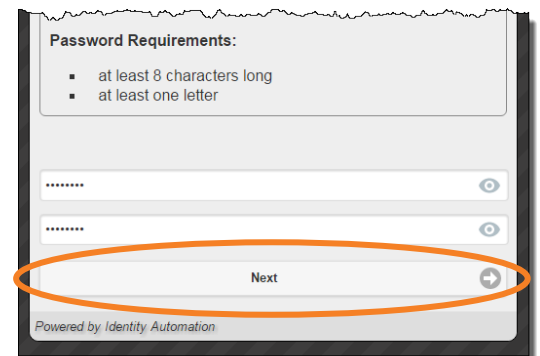 Password Requirements:
▪ at least 8 characters long
▪ at least one letter
••••••••
••••••••
Next
Powered by Identity Automation